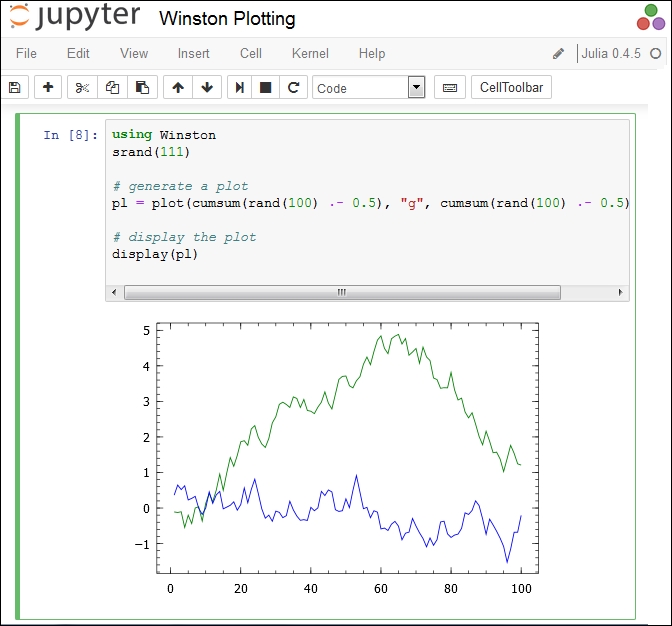 jupyter Winston Plotting
File Edit View Insert Cell Kernel Help Julia 0.4.5
Code CellToolbar
In [8]: using Winston
srand(111)
# generate a plot
pl = plot(cumsum(rand(100) .- 0.5), "g", cumsum(rand(100) .- 0.5)
# display the plot
display(pl)
5
4
3
2
1
0
−1
0 20 40 60 80 100